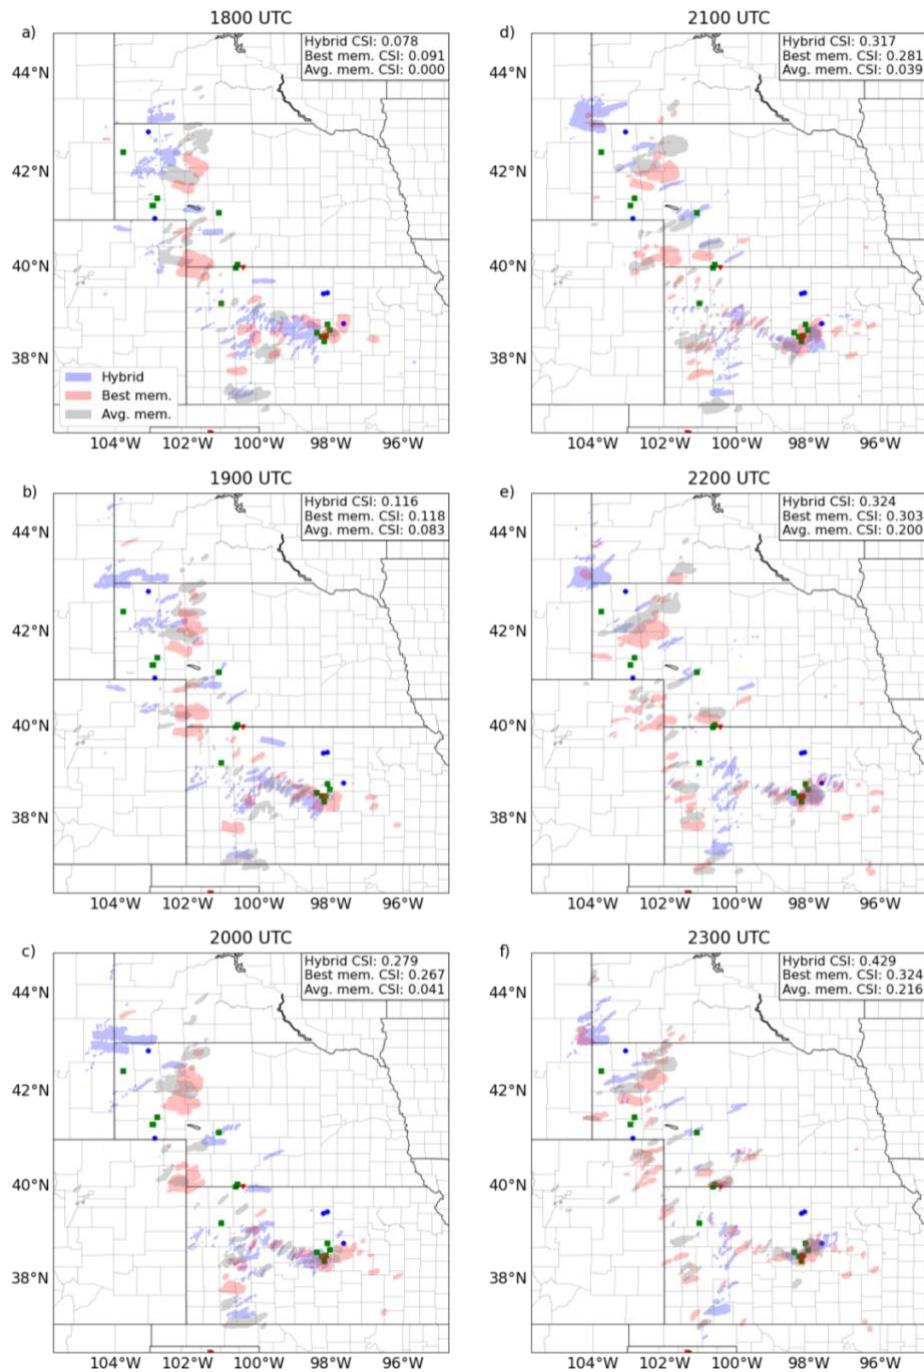 1800 UTC
a)
Hybrid CSI: 0.078
Best mem. CSI: 0.091
Avg. mem. CSI: 0.000
44°N
42°N
40°N
38°N
Hybrid
Best mem.
Avg. mem.
104°W 102°W 100°W 98°W 96°W
2100 UTC
d)
Hybrid CSI: 0.317
Best mem. CSI: 0.281
Avg. mem. CSI: 0.039
44°N
42°N
40°N
38°N
104°W 102°W 100°W 98°W 96°W
1900 UTC
b)
Hybrid CSI: 0.116
Best mem. CSI: 0.118
Avg. mem. CSI: 0.083
44°N
42°N
40°N
38°N
104°W 102°W 100°W 98°W 96°W
2200 UTC
e)
Hybrid CSI: 0.324
Best mem. CSI: 0.303
Avg. mem. CSI: 0.200
44°N
42°N
40°N
38°N
104°W 102°W 100°W 98°W 96°W
2000 UTC
c)
Hybrid CSI: 0.279
Best mem. CSI: 0.267
Avg. mem. CSI: 0.041
44°N
42°N
40°N
38°N
104°W 102°W 100°W 98°W 96°W
2300 UTC
f)
Hybrid CSI: 0.429
Best mem. CSI: 0.324
Avg. mem. CSI: 0.216
44°N
42°N
40°N
38°N
104°W 102°W 100°W 98°W 96°W